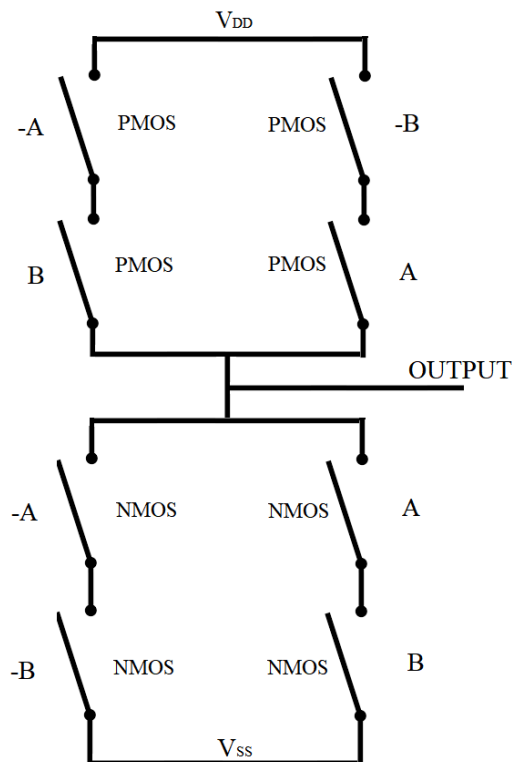 VDD
-A PMOS PMOS -B
B PMOS PMOS A
OUTPUT
-A NMOS NMOS A
-B NMOS NMOS B
VSS